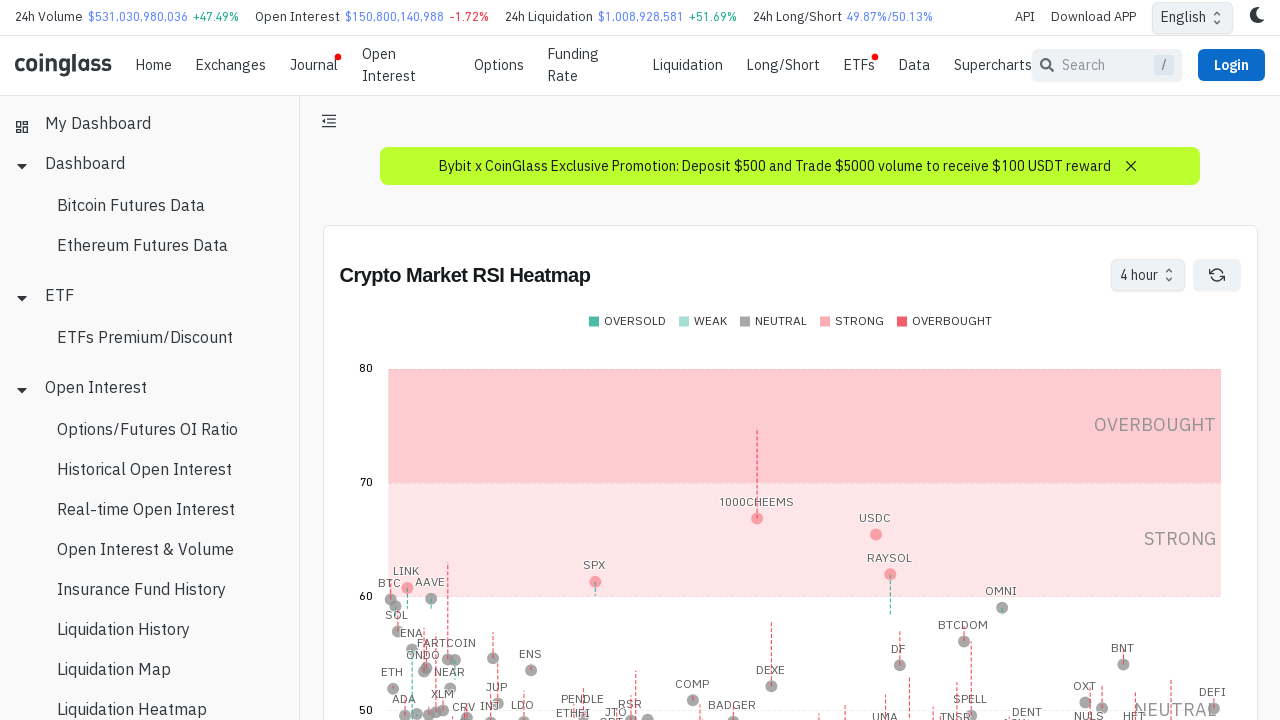 24h Volume $531,030,980,036 +47.49% Open Interest $150,800,140,988 -1.72% 24h Liquidation $1,008,928,581 +51.69% 24h Long/Short 49.87%/50.13% API Download APP English
coinglass Home Exchanges Journal Open Interest Options Funding Rate Liquidation Long/Short ETFs Data Supercharts Search / Login
My Dashboard
Dashboard
Bitcoin Futures Data
Ethereum Futures Data
ETF
ETFs Premium/Discount
Open Interest
Options/Futures OI Ratio
Historical Open Interest
Real-time Open Interest
Open Interest & Volume
Insurance Fund History
Liquidation History
Liquidation Map
Liquidation Heatmap
Bybit x CoinGlass Exclusive Promotion: Deposit $500 and Trade $5000 volume to receive $100 USDT reward
Crypto Market RSI Heatmap 4 hour
OVERSOLD WEAK NEUTRAL STRONG OVERBOUGHT
80
OVERBOUGHT
70
1000CHEEMS
USDC
STRONG
RAYSOL
SPX
LINK
BTC AAVE
OMNI
60
SOL
BTCDOM
ENA
FARTCOIN
BNT
DF
ONDO
ENS
ETH NEAR
DEXE
JUP
COMP
OXT
XLM
ADA
PENDLE
SPELL
DEFI
CRV INJ LDO
RSR
BADGER
50
ETHFI JTO
DENT
NEUTRAL
UMA
TNSR
NULS